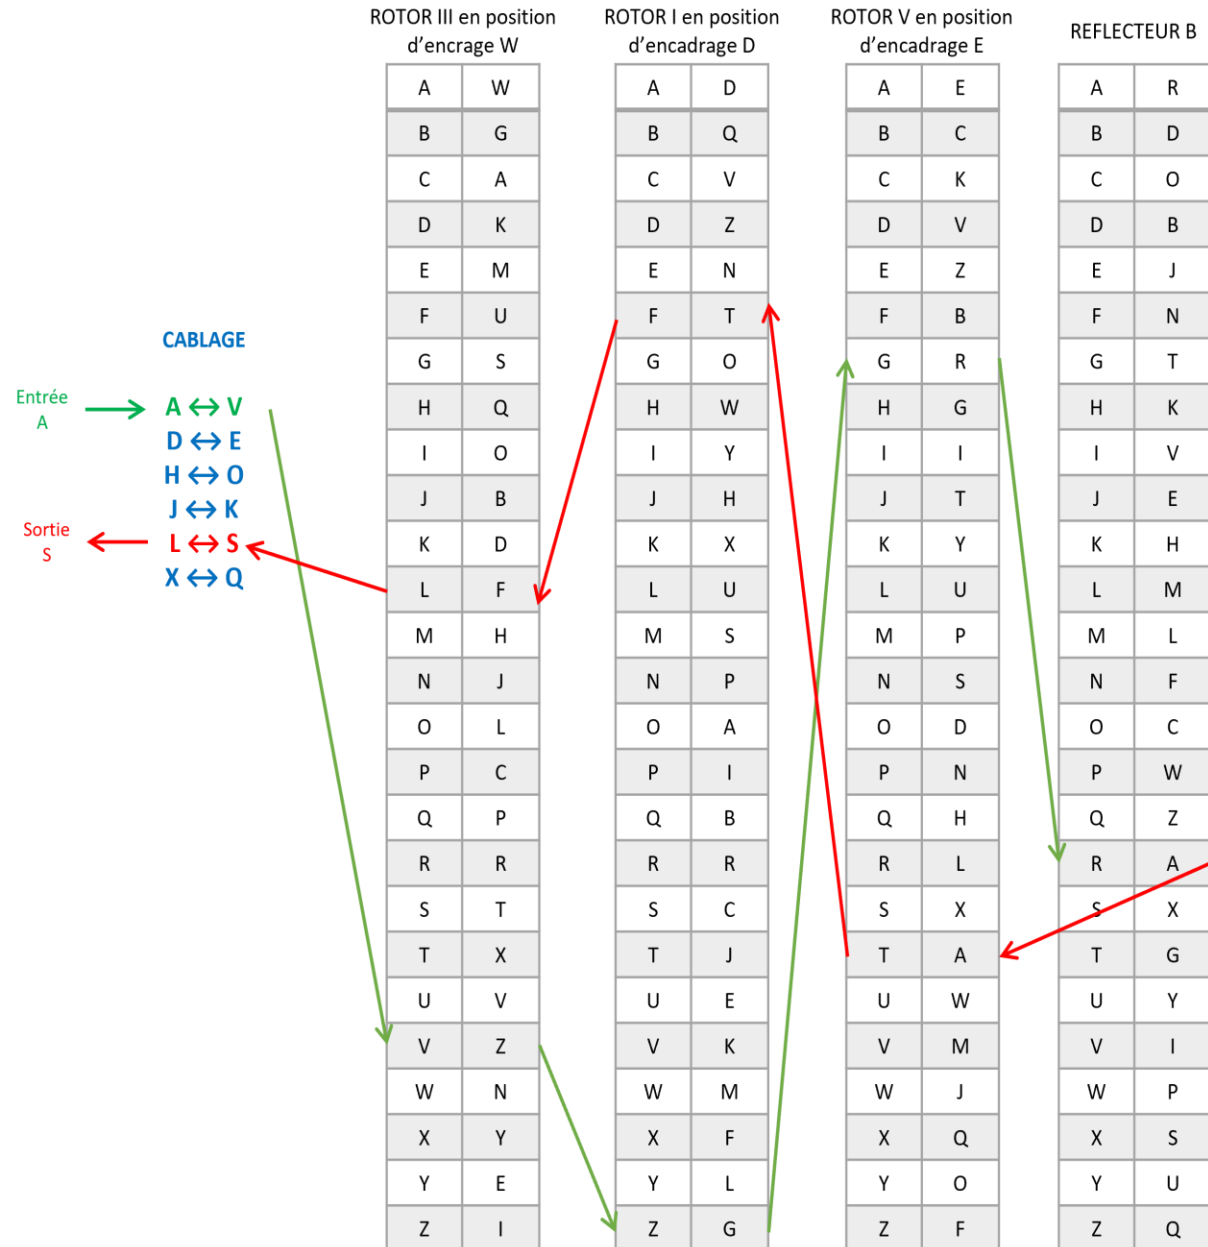 ROTOR III en position ROTOR I en position ROTOR V en position
d'encrage W d'encadrage D d'encadrage E REFLECTEUR B
A W A D A E A R
B G B Q B C B D
C A C V C K C O
D K D Z D V D B
E M E N E Z E J
F U F T F B F N
CABLAGE
G S G O G R G T
Entrée
A
A ↔ V H Q H W H G H K
D ↔ E I O I Y I I I V
H ↔ O
J B J H J T J E
J ↔ K
Sortie
S
L ↔ S K D K X K Y K H
X ↔ Q
L F L U L U L M
M H M S M P M L
N J N P N S N F
O L O A O D O C
P C P I P N P W
Q P Q B Q H Q Z
R R R R R L R A
S T S C S X S X
T X T J T A T G
U V U E U W U Y
V Z V K V M V I
W N W M W J W P
X Y X F X Q X S
Y E Y L Y O Y U
Z I Z G Z F Z Q